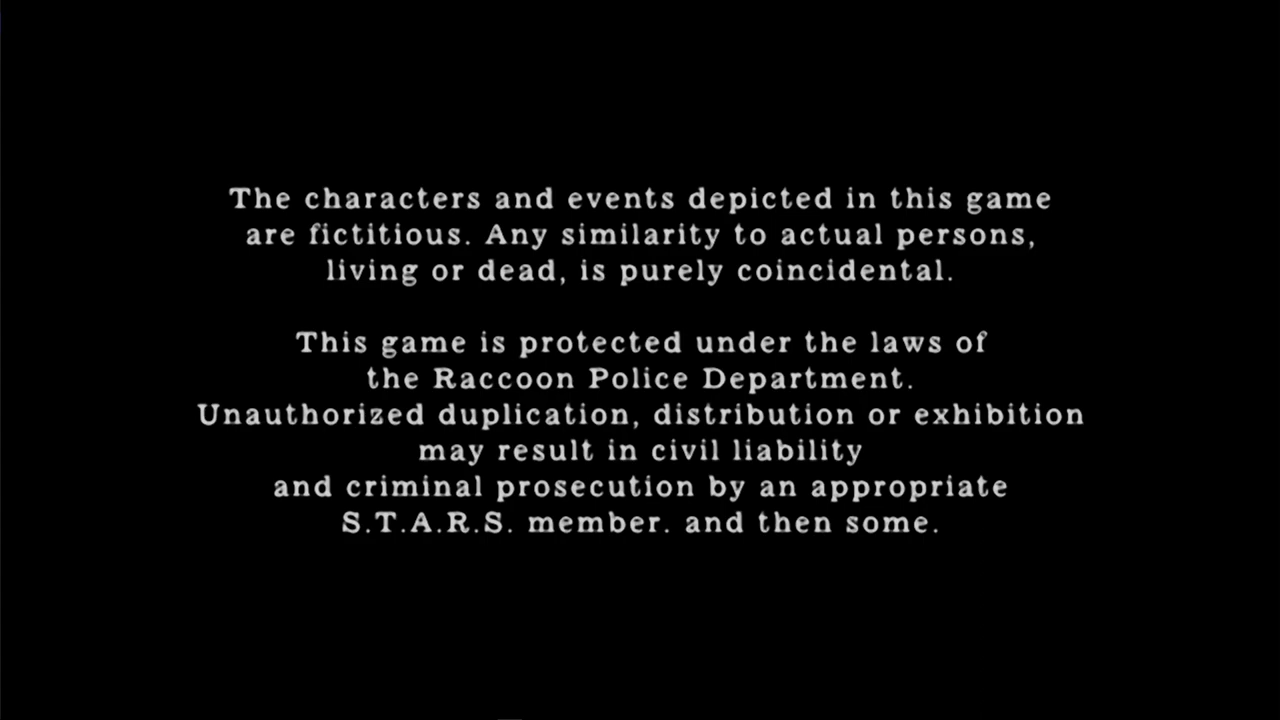 The characters and events depicted in this game
are fictitious. Any similarity to actual persons,
living or dead, is purely coincidental.
This game is protected under the laws of
the Raccoon Police Department.
Unauthorized duplication, distribution or exhibition
may result in civil liability
and criminal prosecution by an appropriate
S.T.A.R.S. member. and then some.